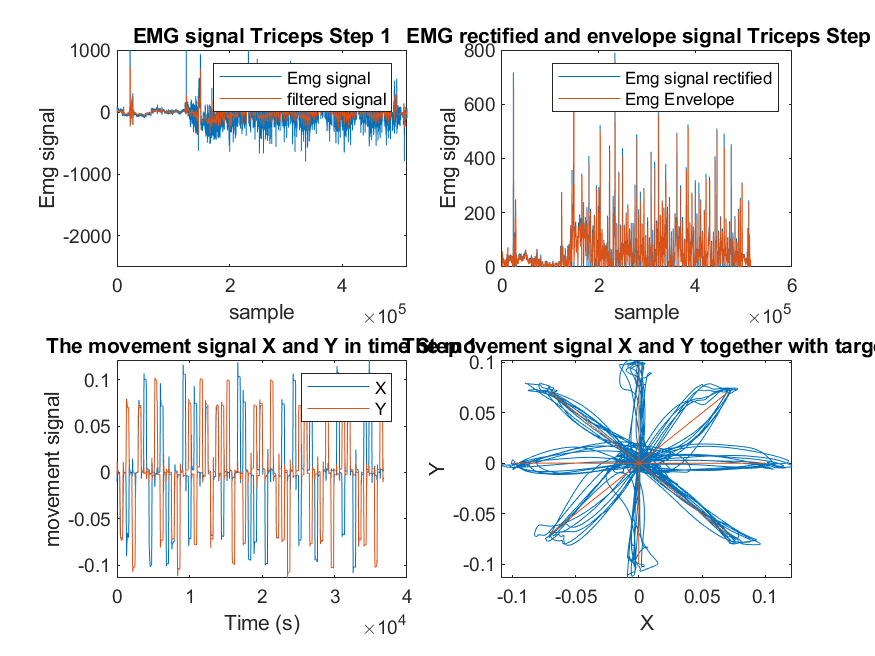 EMG signal Triceps Step 1
1000
0
-1000
-2000
2
4
×10^5
Emg signal
sample
Emg signal
filtered signal
EMG rectified and envelope signal Triceps Step
800
600
400
200
0
0
2
4
6
×10^5
Emg signal
sample
Emg signal rectified
Emg Envelope
The movement signal X and Y in time Step 1
0.1
0.05
0
-0.05
-0.1
0
1
2
3
4
×10^4
movement signal
Time (s)
X
Y
The movement signal X and Y together with targe
0.1
0.05
0
-0.05
-0.1
-0.1
-0.05
0
0.05
0.1
Y
X